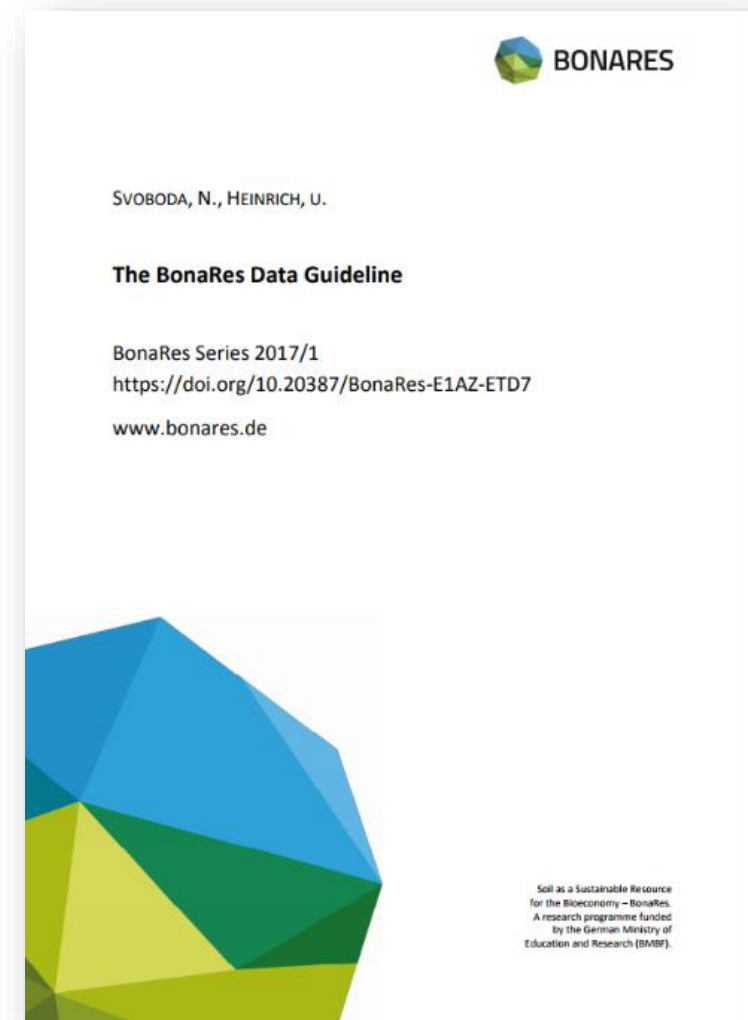 BONARES
SVOBODA, N., HEINRICH, U.
The BonaRes Data Guideline
BonaRes Series 2017/1
https://doi.org/10.20387/BonaRes-E1AZ-ETD7
www.bonares.de
Soil as a Sustainable Resource
for the Bioeconomy – BonaRes.
A research programme funded
by the German Ministry of
Education and Research (BMBF).